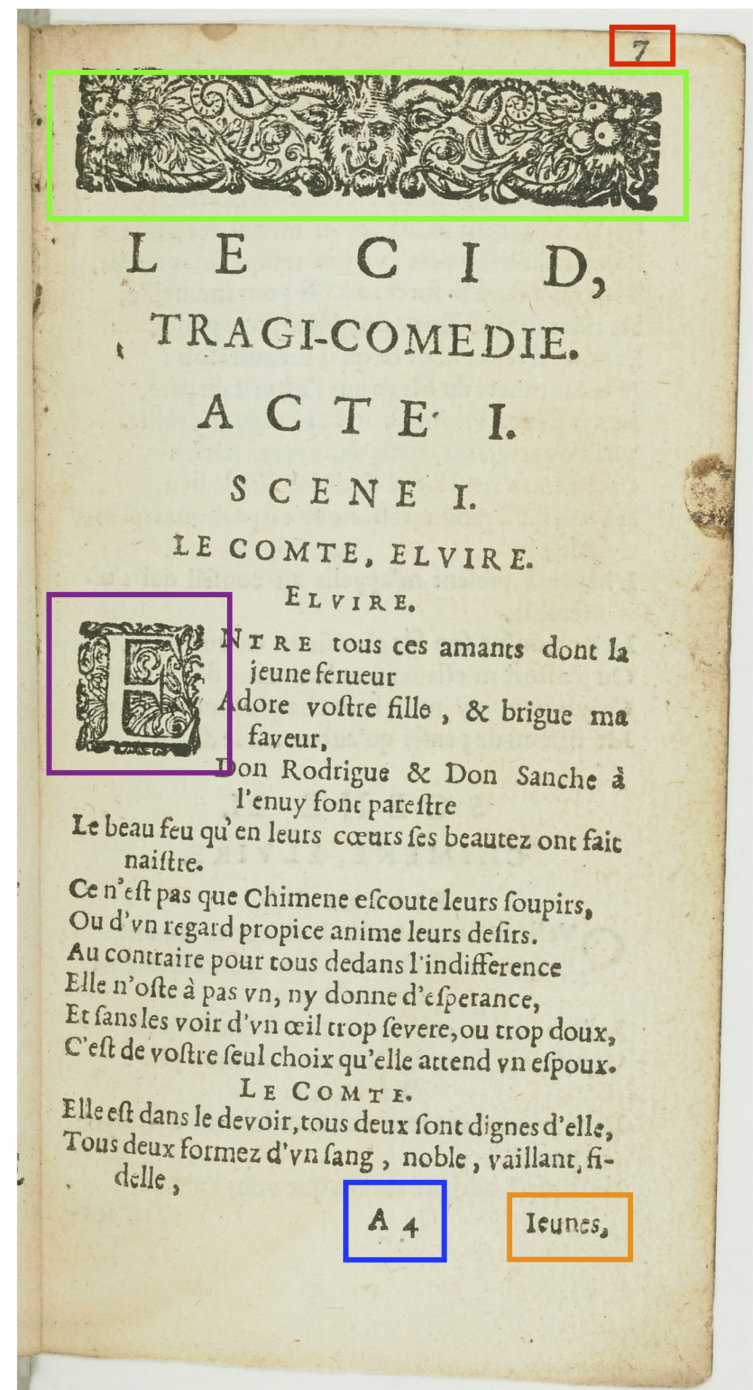 7
LE CID,
TRAGI-COMEDIE.
ACTE I.
SCENE I.
LE COMTE, ELVIRE.
ELVIRE.
ENTRE tous ces amants dont la
jeune ferueur
Adore voſtre fille , & brigue ma
faveur,
Don Rodrigue & Don Sanche à
l'enuy font pareſtre
Le beau feu qu'en leurs cœurs ſes beautez ont fait
naiſtre.
Ce n'eſt pas que Chimene eſcoute leurs ſoupirs,
Ou d'vn regard propice anime leurs deſirs.
Au contraire pour tous dedans l'indifference
Elle n'oſte à pas vn, ny donne d'eſperance,
Et ſans les voir d'vn œil trop ſevere, ou trop doux,
C'eſt de voſtre ſeul choix qu'elle attend vn eſpoux.
LE COMTE.
Elle eſt dans le devoir, tous deux ſont dignes d'elle,
Tous deux formez d'vn ſang , noble , vaillant, fi-
delle ,
A 4 Ieunes,